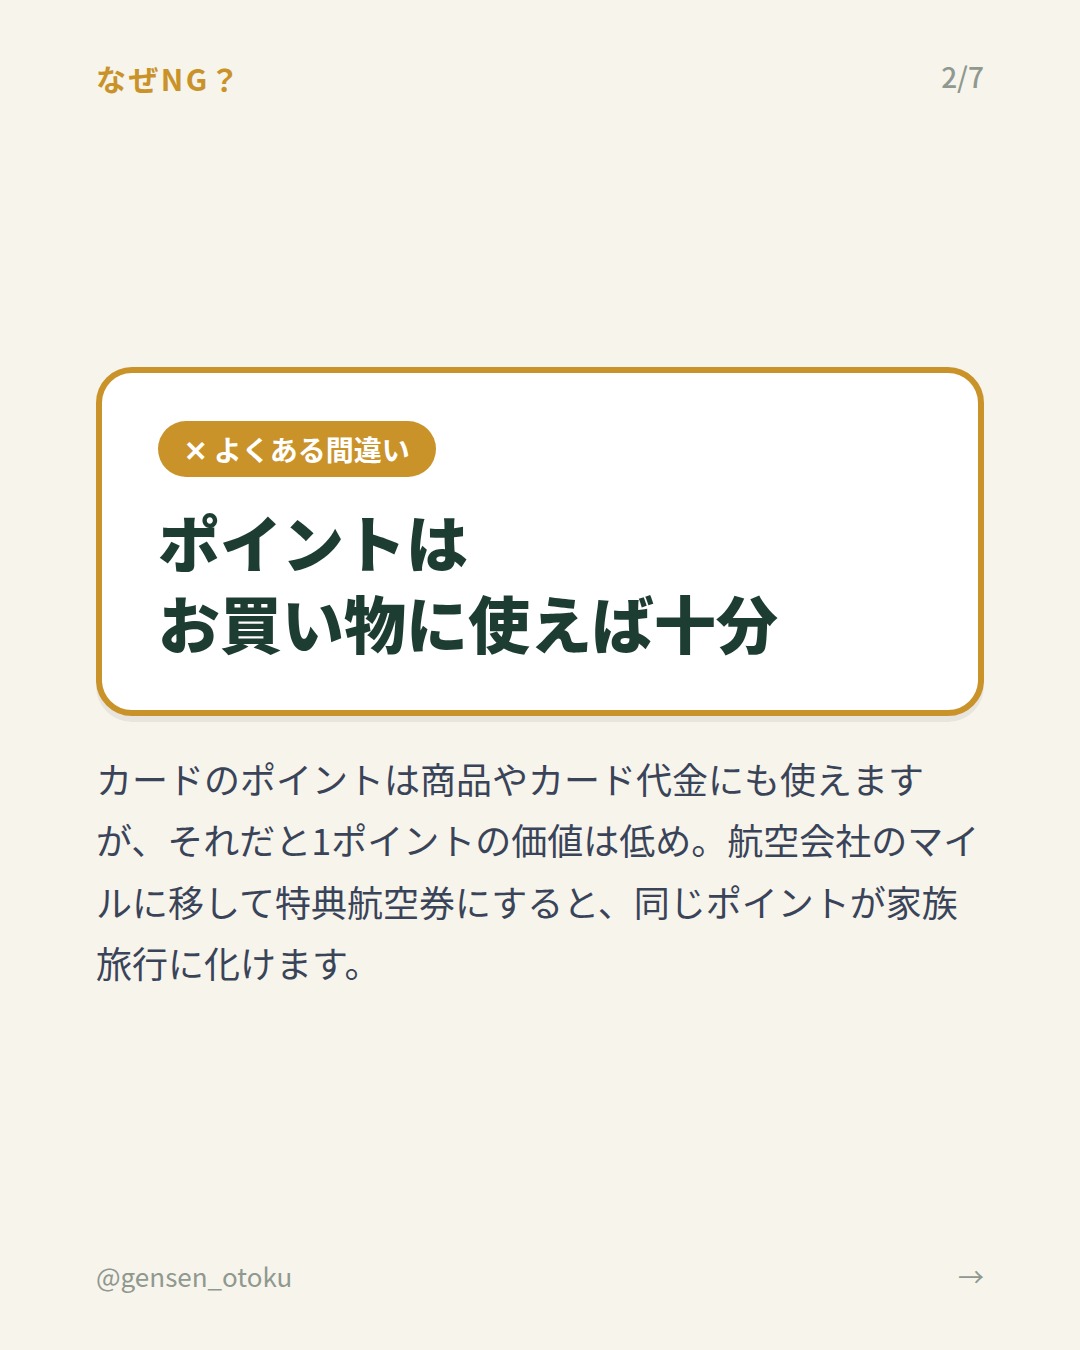 なぜNG？
2/7
× よくある間違い
ポイントは
お買い物に使えば十分
カードのポイントは商品やカード代金にも使えます
が、それだと1ポイントの価値は低め。航空会社のマイ
ルに移して特典航空券にすると、同じポイントが家族
旅行に化けます。
@gensen_otoku
→